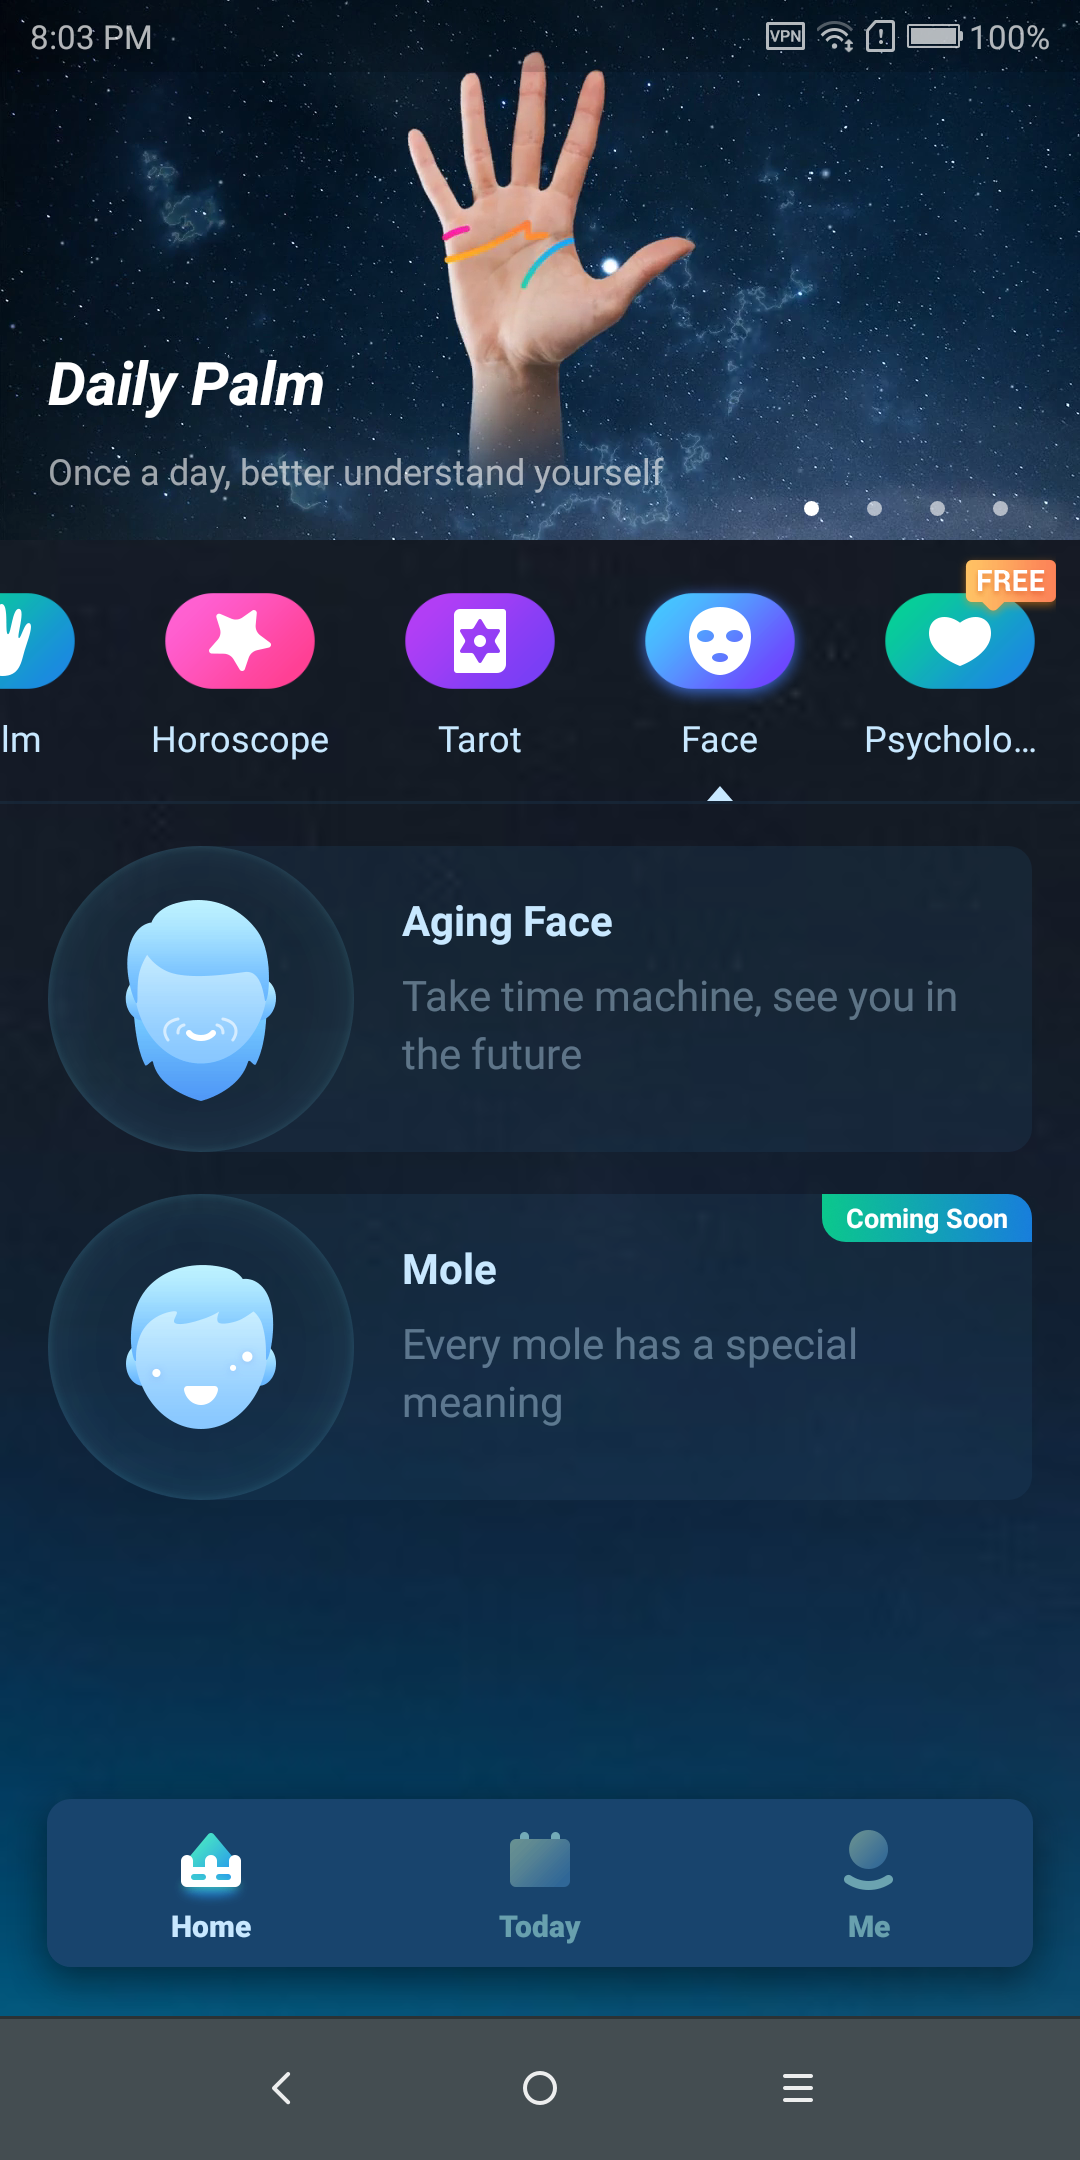 8:03 PM
VPN
100%
Daily Palm
Once a day, better understand yourself
FREE
lm
Horoscope
Tarot
Face
Psycholo...
Aging Face
Take time machine, see you in
the future
Coming Soon
Mole
Every mole has a special
meaning
Home
Today
Me